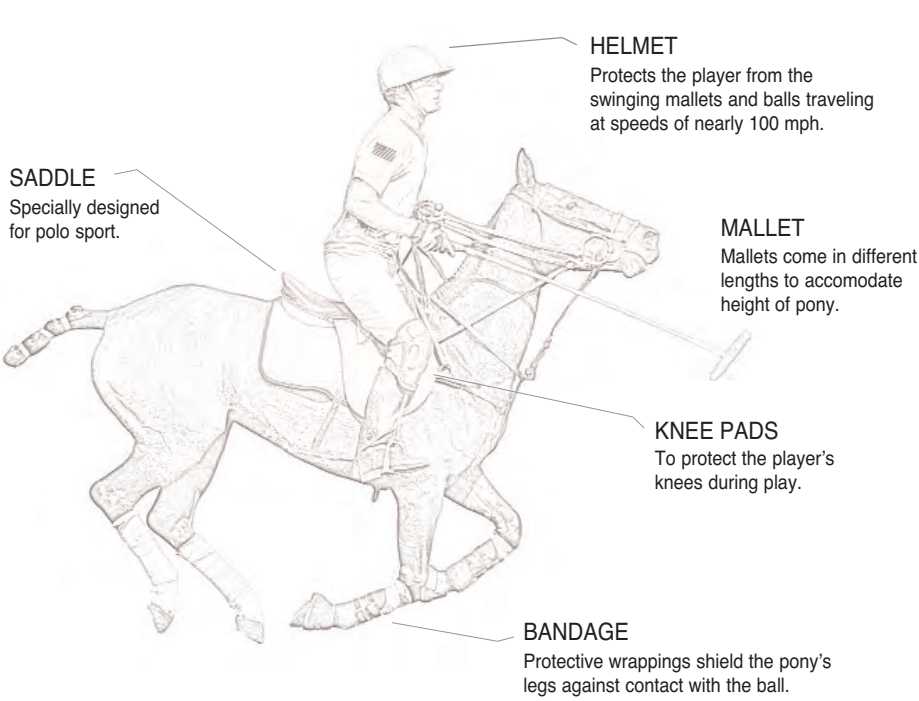 HELMET
Protects the player from the
swinging mallets and balls traveling
at speeds of nearly 100 mph.
SADDLE
Specially designed
for polo sport.
MALLET
Mallets come in different
lengths to accomodate
height of pony.
KNEE PADS
To protect the player's
knees during play.
BANDAGE
Protective wrappings shield the pony's
legs against contact with the ball.